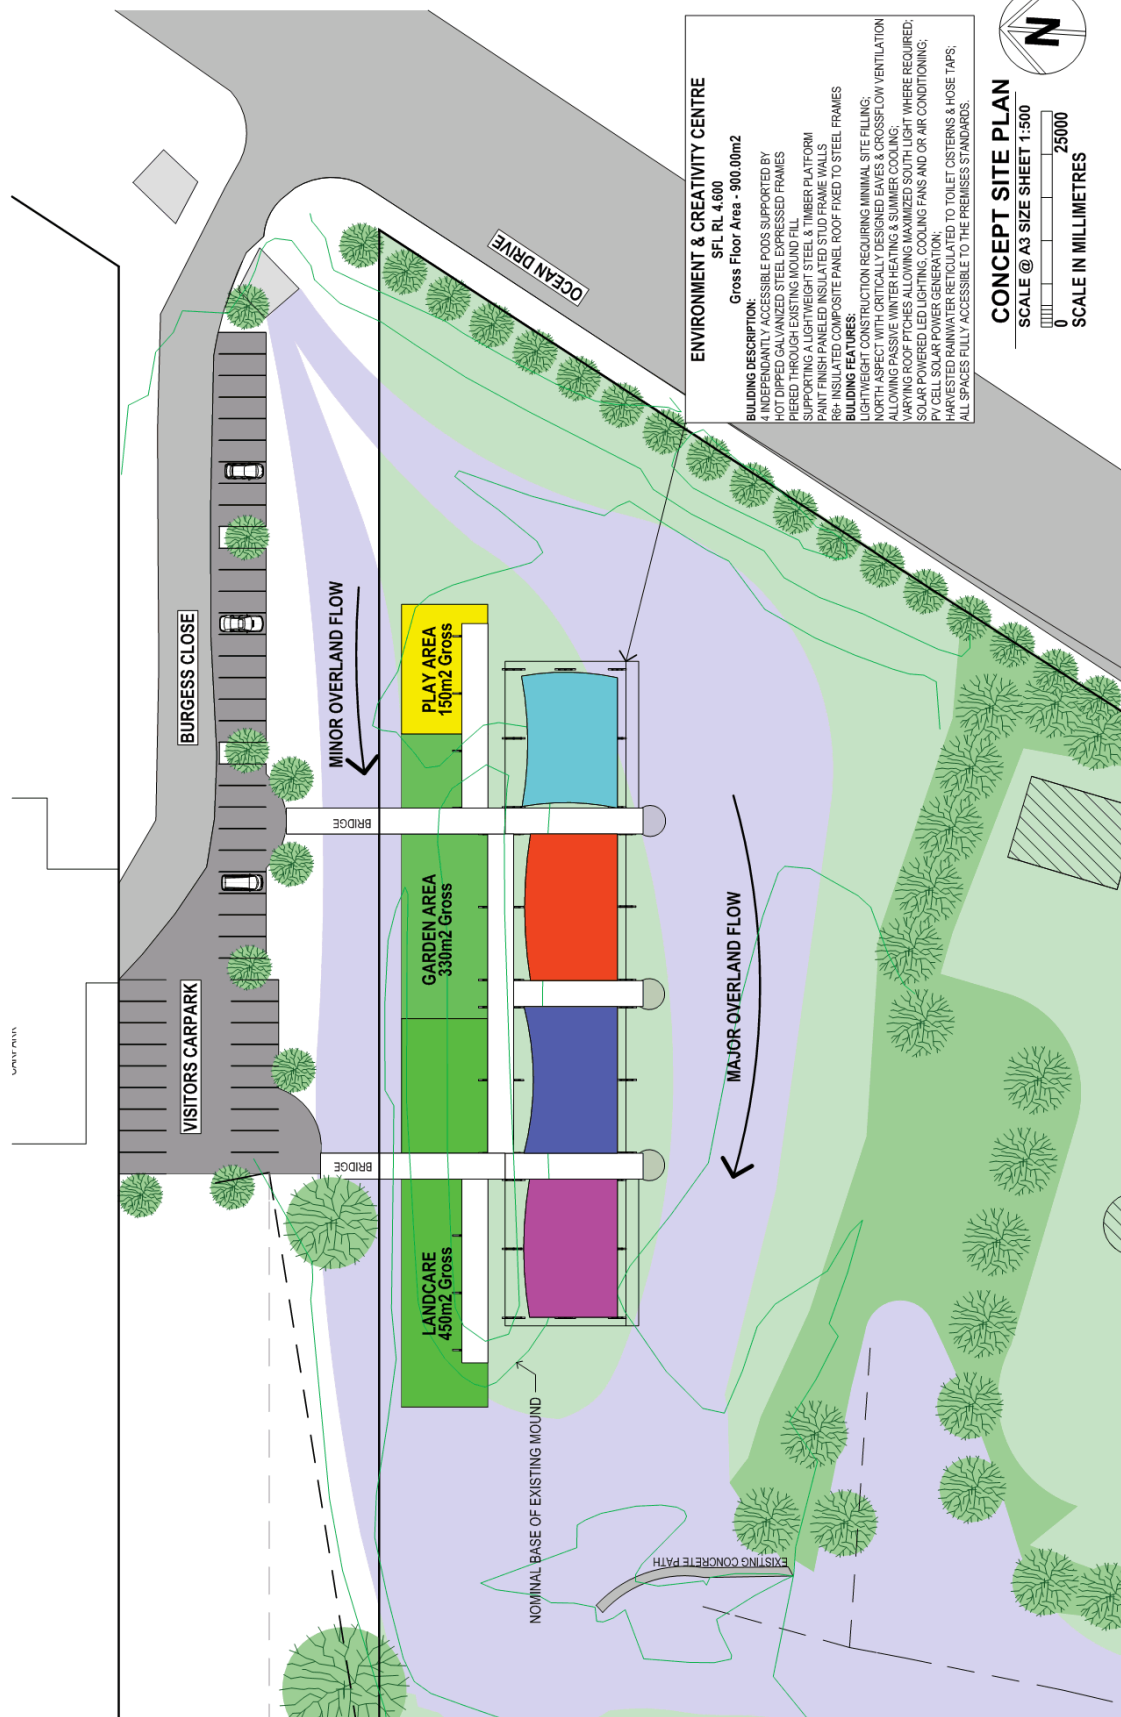 ENVIRONMENT & CREATIVITY CENTRE
SFL RL 4.600
Gross Floor Area - 900.00m2
BULIDING DESCRIPTION:
4 INDEPENDANTLY ACCESSIBLE PODS SUPPORTED BY
HOT DIPPED GALVANIZED STEEL EXPRESSED FRAMES
PIERED THROUGH EXISTING MOUND FILL
SUPPORTING A LIGHTWEIGHT STEEL & TIMBER PLATFORM
PAINT FINISH PANELED INSULATED STUD FRAME WALLS
R6+ INSULATED COMPOSITE PANEL ROOF FIXED TO STEEL FRAMES
BUILDING FEATURES:
LIGHTWEIGHT CONSTRUCTION REQUIRING MINIMAL SITE FILLING;
NORTH ASPECT WITH CRITICALLY DESIGNED EAVES & CROSSFLOW VENTILATION
ALLOWING PASSIVE WINTER HEATING & SUMMER COOLING;
VARYING ROOF PITCHES ALLOWING MAXIMIZED SOUTH LIGHT WHERE REQUIRED;
SOLAR POWERED LED LIGHTING, COOLING FANS AND OR AIR CONDITIONING;
PV CELL SOLAR POWER GENERATION;
HARVESTED RAINWATER RETICULATED TO TOILET CISTERNS & HOSE TAPS;
ALL SPACES FULLY ACCESSIBLE TO THE PREMISES STANDARDS.
N
CONCEPT SITE PLAN
SCALE @ A3 SIZE SHEET 1:500
0 25000
SCALE IN MILLIMETRES
OCEAN DRIVE
BURGESS CLOSE
VISITORS CARPARK
MINOR OVERLAND FLOW
PLAY AREA
150m2 Gross
BRIDGE
GARDEN AREA
330m2 Gross
BRIDGE
LANDCARE
450m2 Gross
MAJOR OVERLAND FLOW
NOMINAL BASE OF EXISTING MOUND
EXISTING CONCRETE PATH